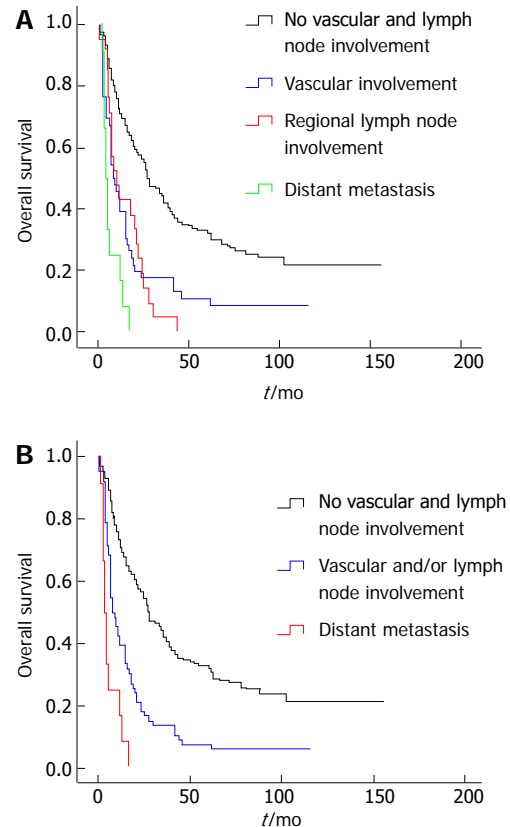 A
1.0
0.8
0.6
0.4
0.2
0.0
Overall survival
No vascular and lymph
node involvement
Vascular involvement
Regional lymph node
involvement
Distant metastasis
0 50 100 150 200
t/mo
B
1.0
0.8
0.6
0.4
0.2
0.0
Overall survival
No vascular and lymph
node involvement
Vascular and/or lymph
node involvement
Distant metastasis
0 50 100 150 200
t/mo